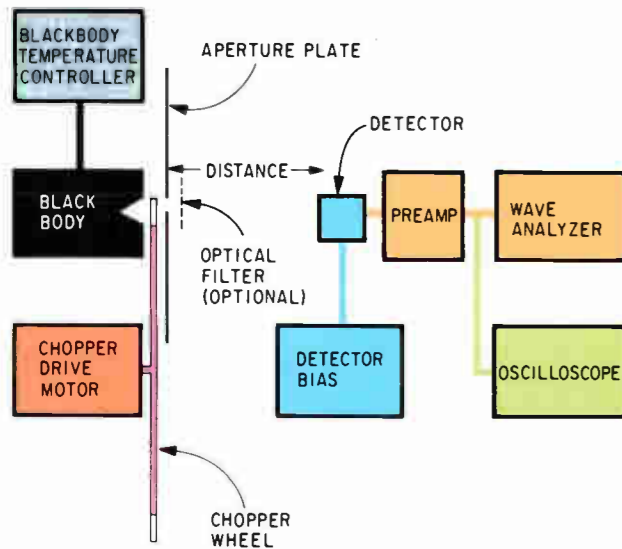 BLACKBODY
TEMPERATURE
CONTROLLER
APERTURE PLATE
DETECTOR
DISTANCE
BLACK
BODY
OPTICAL
FILTER
(OPTIONAL)
PREAMP
WAVE
ANALYZER
CHOPPER
DRIVE
MOTOR
DETECTOR
BIAS
OSCILLOSCOPE
CHOPPER
WHEEL